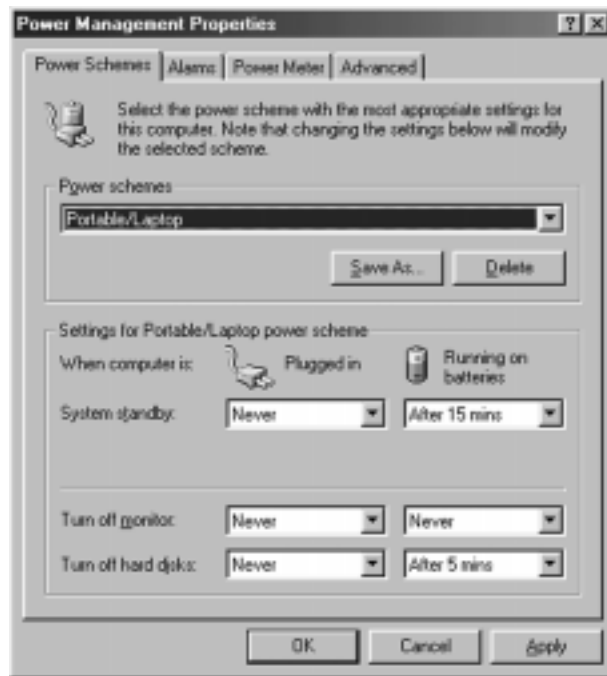 Power Management Properties
Power Schemes Alarms Power Meter Advanced
Select the power scheme with the most appropriate settings for
this computer. Note that changing the settings below will modify
the selected scheme.
Power schemes
Portable/Laptop
Save As... Delete
Settings for Portable/Laptop power scheme
When computer is: Plugged in Running on
batteries
System standby: Never After 15 mins
Turn off monitor: Never Never
Turn off hard disks: Never After 5 mins
OK Cancel Apply